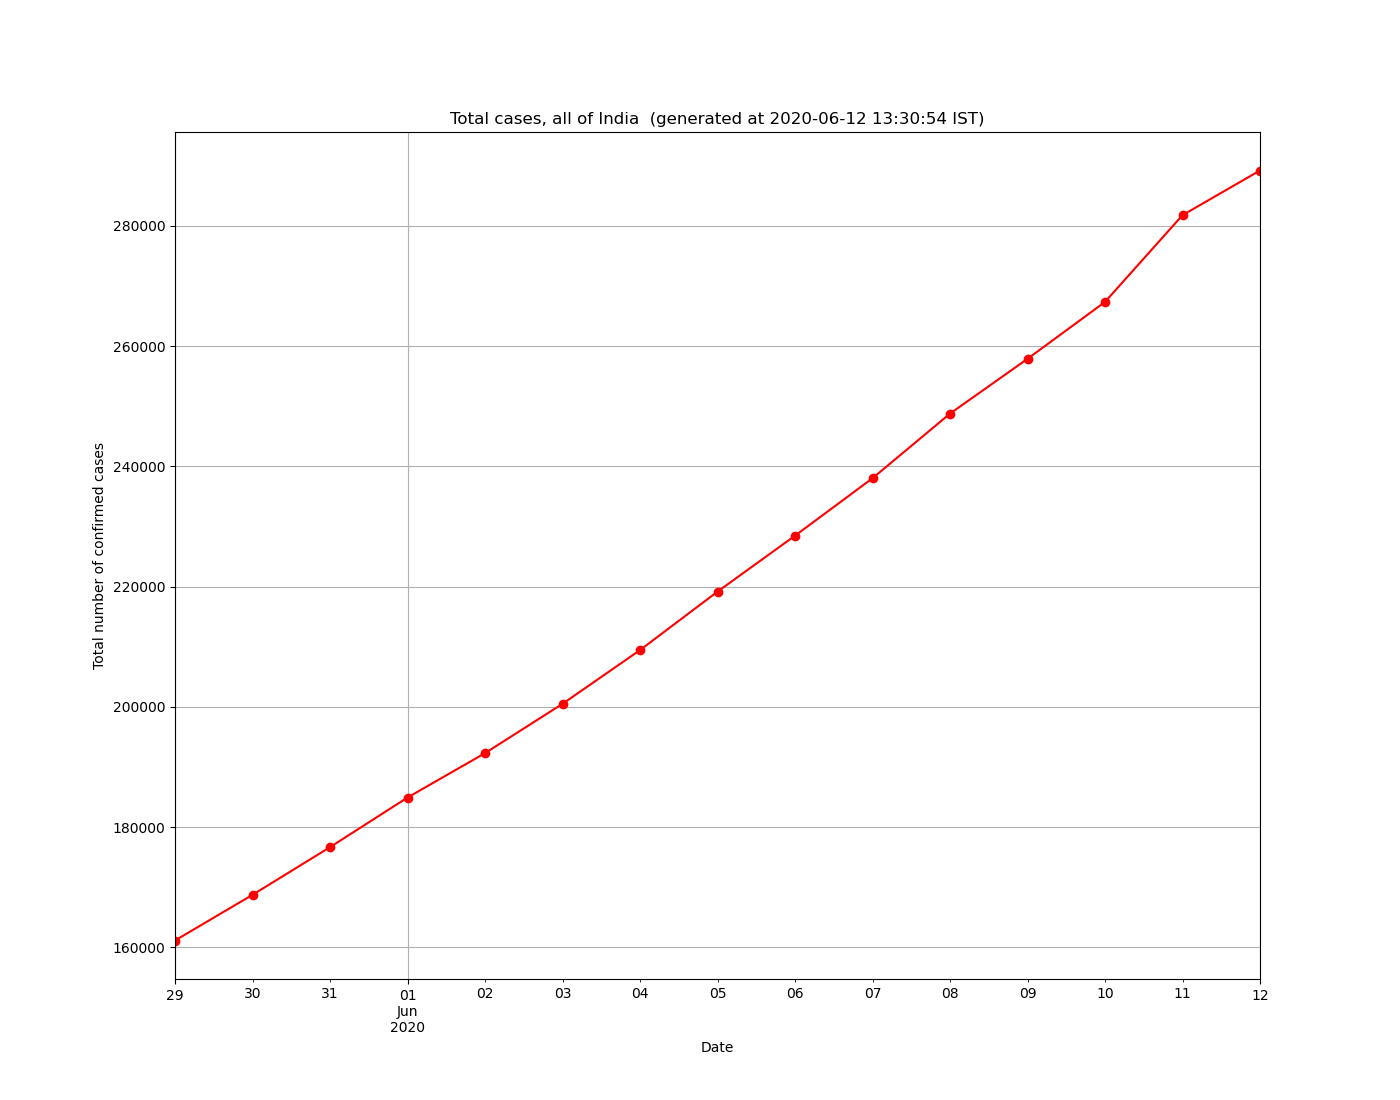 Total cases, all of India  (generated at 2020-06-12 13:30:54 IST)
Total number of confirmed cases
280000
260000
240000
220000
200000
180000
160000
29 30 31 01 02 03 04 05 06 07 08 09 10 11 12
Jun
2020
Date